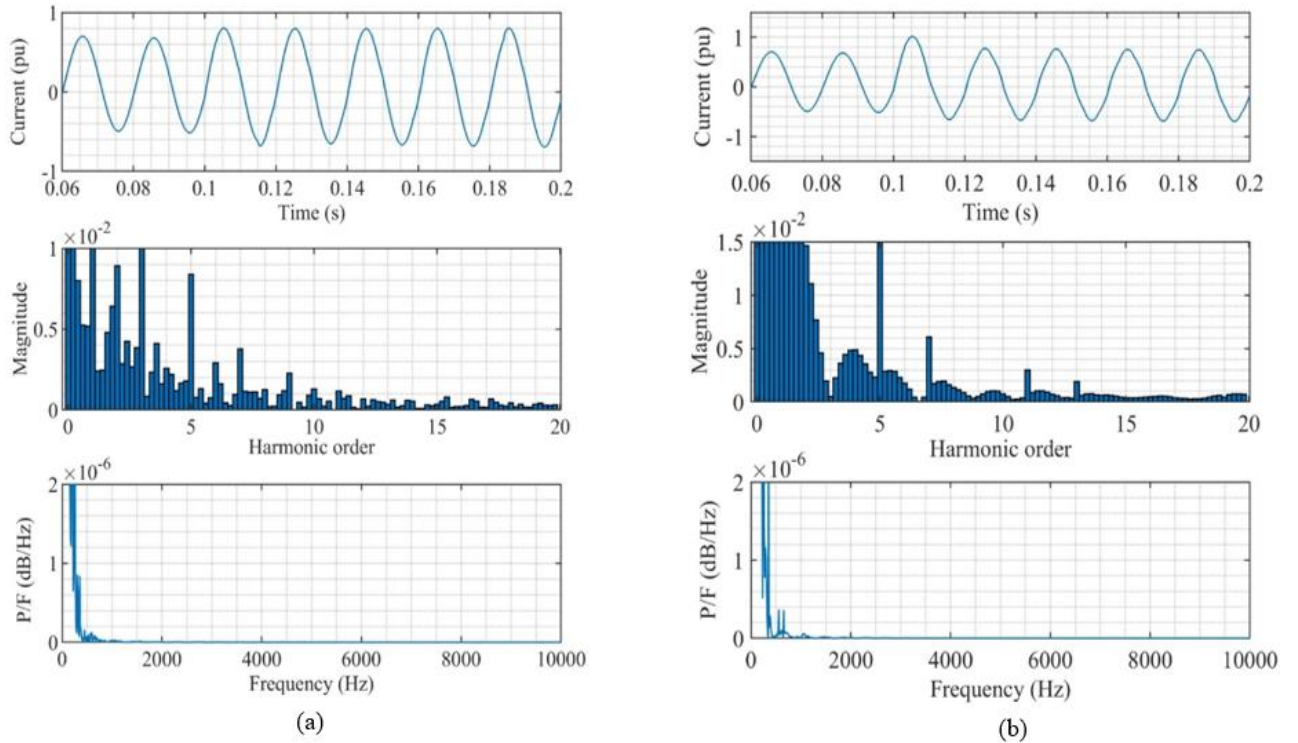 1
0
-1
Current (pu)
0.06 0.08 0.1 0.12 0.14 0.16 0.18 0.2
Time (s)
×10⁻²
1
0.5
0
Magnitude
0 5 10 15 20
Harmonic order
×10⁻⁶
2
1
0
P/F (dB/Hz)
0 2000 4000 6000 8000 10000
Frequency (Hz)
(a)
1
0
-1
Current (pu)
0.06 0.08 0.1 0.12 0.14 0.16 0.18 0.2
Time (s)
×10⁻²
1.5
1
0.5
0
Magnitude
0 5 10 15 20
Harmonic order
×10⁻⁶
2
1
0
P/F (dB/Hz)
0 2000 4000 6000 8000 10000
Frequency (Hz)
(b)